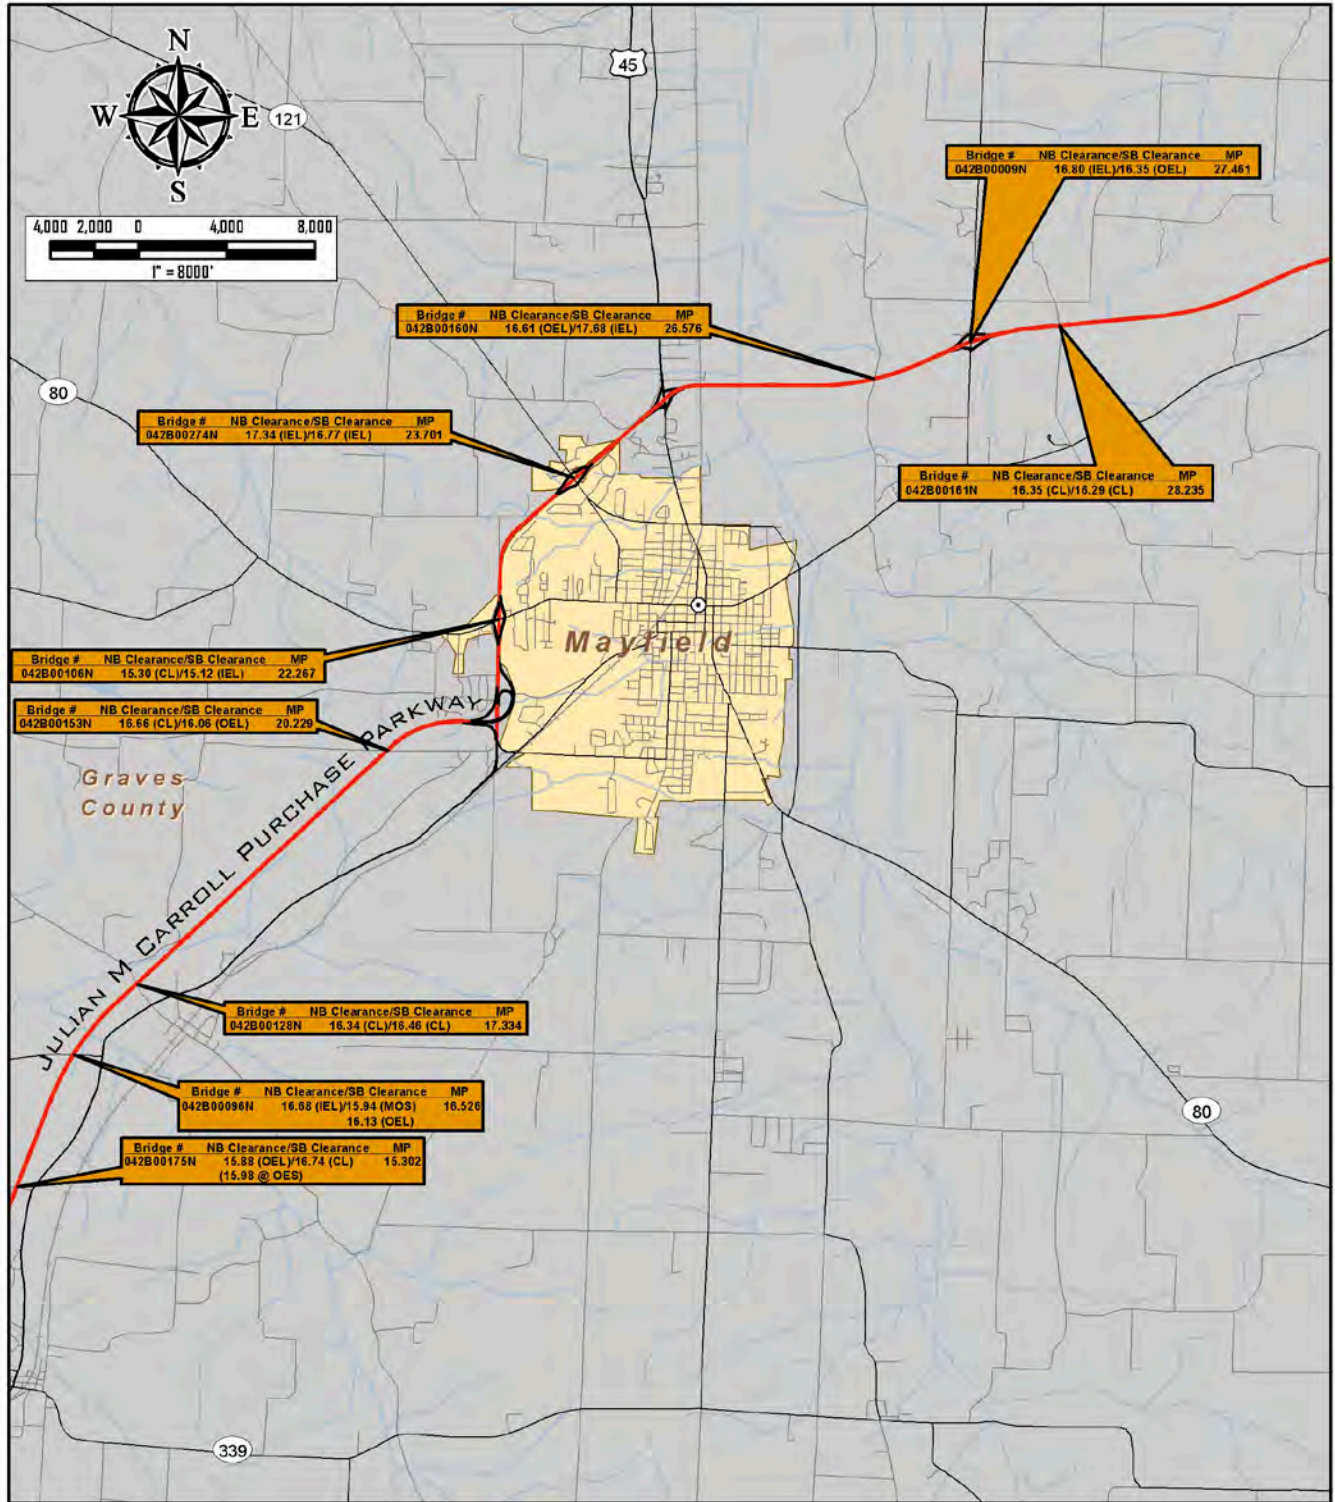 N
W E
S
121
45
4,000 2,000 0 4,000 8,000
1" = 8000'
Bridge # NB Clearance/SB Clearance MP
042B00009N 16.80 (IEL)/16.35 (OEL) 27.461
Bridge # NB Clearance/SB Clearance MP
042B00160N 16.61 (OEL)/17.68 (IEL) 26.576
80
Bridge # NB Clearance/SB Clearance MP
042B00274N 17.34 (IEL)/16.77 (IEL) 23.701
Bridge # NB Clearance/SB Clearance MP
042B00161N 16.35 (CL)/16.29 (CL) 28.235
Mayfield
Bridge # NB Clearance/SB Clearance MP
042B00106N 15.30 (CL)/15.12 (IEL) 22.267
Bridge # NB Clearance/SB Clearance MP
042B00153N 16.66 (CL)/16.06 (OEL) 20.229
Graves
County
JULIAN M CARROLL PURCHASE PARKWAY
Bridge # NB Clearance/SB Clearance MP
042B00128N 16.34 (CL)/16.46 (CL) 17.334
Bridge # NB Clearance/SB Clearance MP
042B00096N 16.68 (IEL)/15.94 (MOS) 16.526
16.13 (OEL)
80
Bridge # NB Clearance/SB Clearance MP
042B00175N 15.88 (OEL)/16.74 (CL) 15.302
(15.98 @ OES)
339